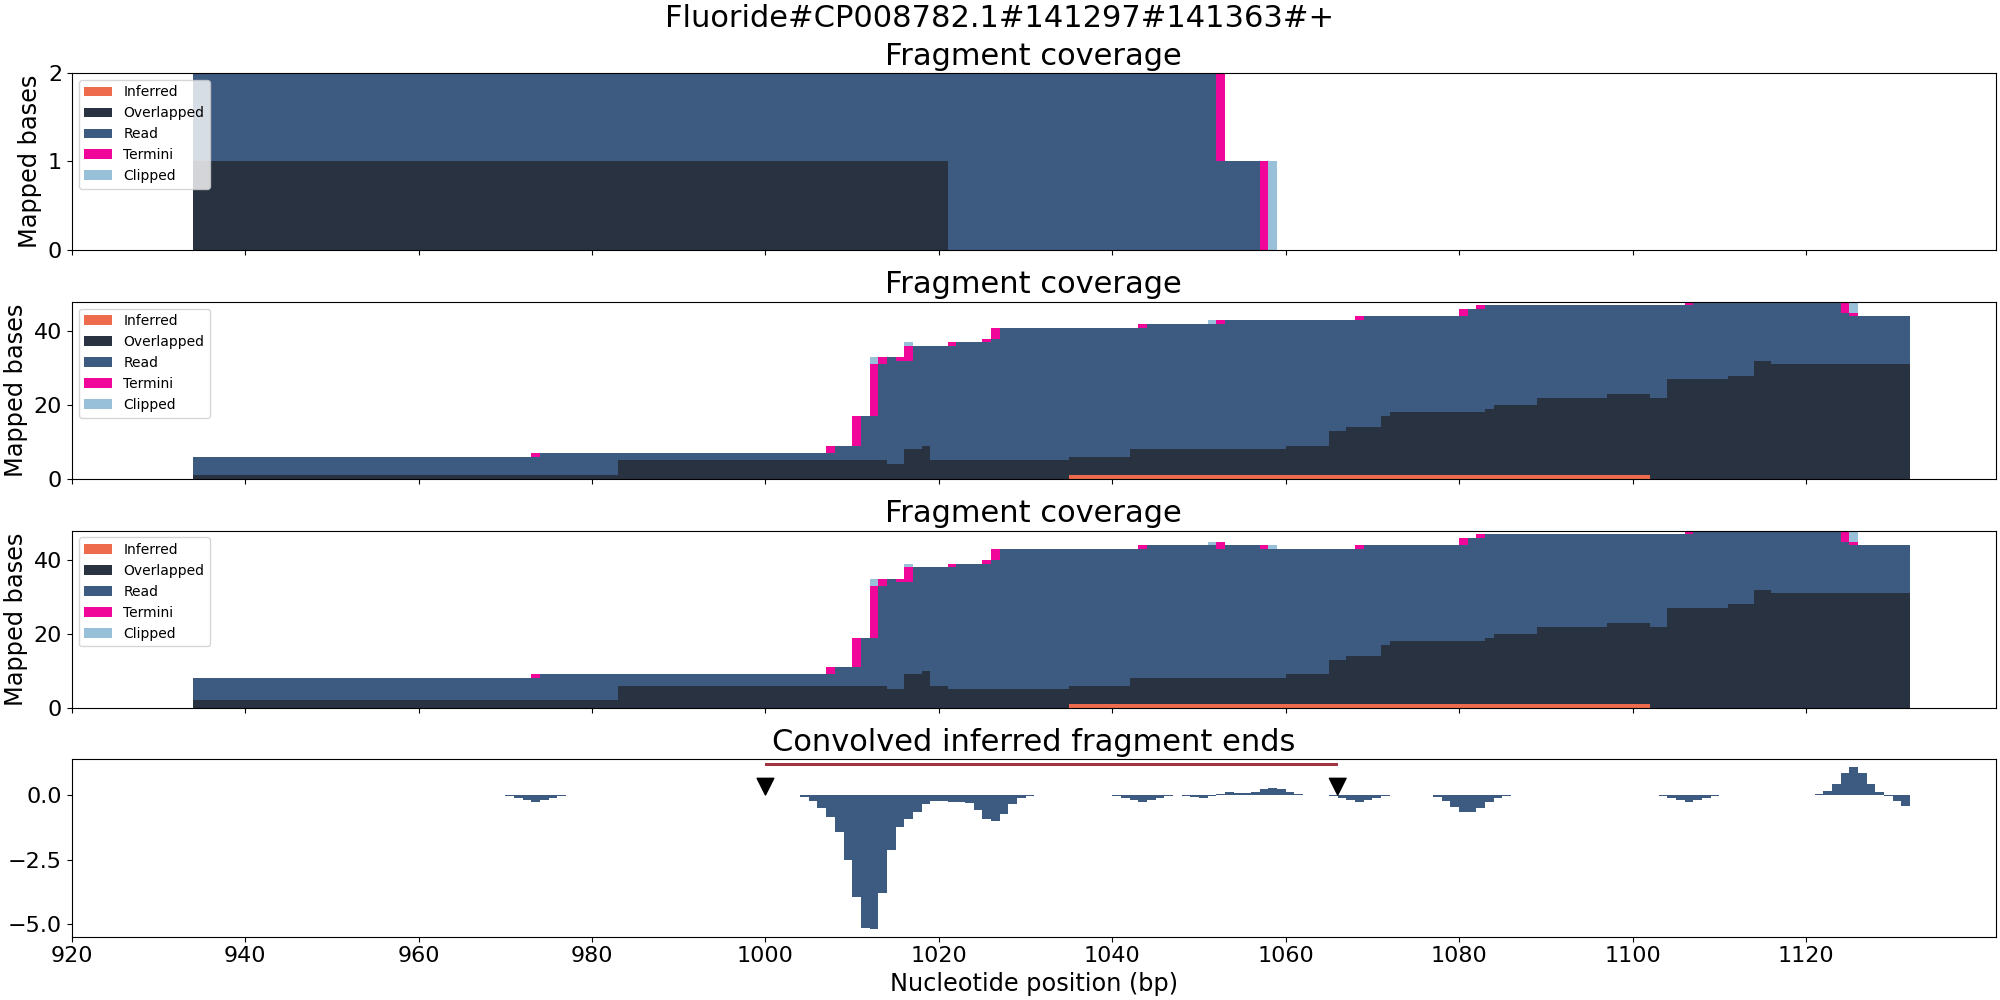 Fluoride#CP008782.1#141297#141363#+
Fragment coverage
Mapped bases
2
1
0
Inferred
Overlapped
Read
Termini
Clipped
Fragment coverage
Mapped bases
40
20
0
Inferred
Overlapped
Read
Termini
Clipped
Fragment coverage
Mapped bases
40
20
0
Inferred
Overlapped
Read
Termini
Clipped
Convolved inferred fragment ends
0.0
−2.5
−5.0
920 940 960 980 1000 1020 1040 1060 1080 1100 1120
Nucleotide position (bp)